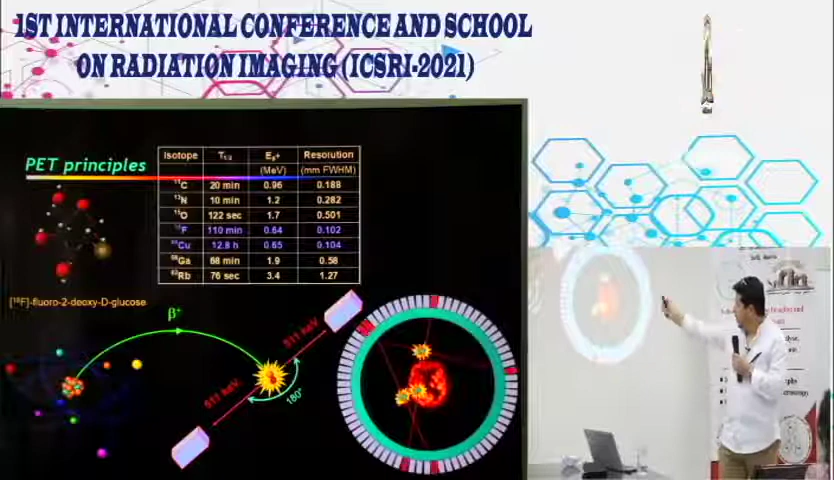 1ST INTERNATIONAL CONFERENCE AND SCHOOL
ON RADIATION IMAGING (ICSRI-2021)
PET principles
Isotope T1/2 Eβ+ (MeV) Resolution (mm FWHM)
11C 20 min 0.96 0.188
13N 10 min 1.2 0.282
15O 122 sec 1.7 0.501
18F 110 min 0.64 0.102
64Cu 12.8 h 0.65 0.104
68Ga 68 min 1.9 0.58
82Rb 76 sec 3.4 1.27
[18F]-fluoro-2-deoxy-D-glucose
β+
511 keV
511 keV
180°